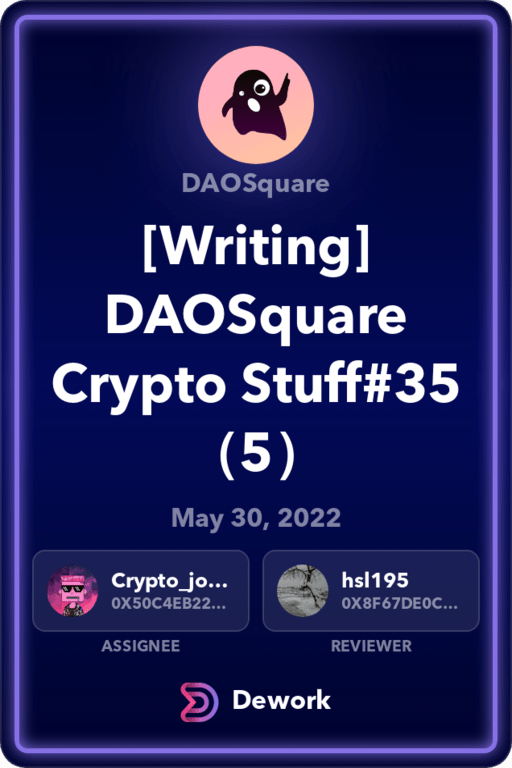 DAOSquare
[Writing]
DAOSquare
Crypto Stuff#35
(5)
May 30, 2022
Crypto_jo...
0X50C4EB22...
ASSIGNEE
hsl195
0X8F67DE0C...
REVIEWER
Dework